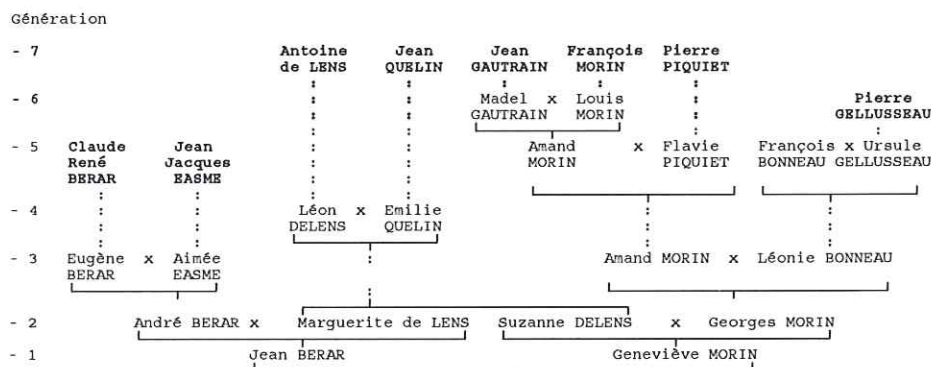 Génération
- 7 Antoine Jean Jean François Pierre
de LENS QUELIN GAUTRAIN MORIN PIQUIET
- 6 Madel x Louis Pierre
GAUTRAIN MORIN GELLUSSEAU
- 5 Claude Jean Amand x Flavie François x Ursule
René Jacques MORIN PIQUIET BONNEAU GELLUSSEAU
BERAR EASME
- 4 Léon x Emilie
DELENS QUELIN
- 3 Eugène x Aimée Amand MORIN x Léonie BONNEAU
BERAR EASME
- 2 André BERAR x Marguerite de LENS Suzanne DELENS x Georges MORIN
- 1 Jean BERAR Geneviève MORIN